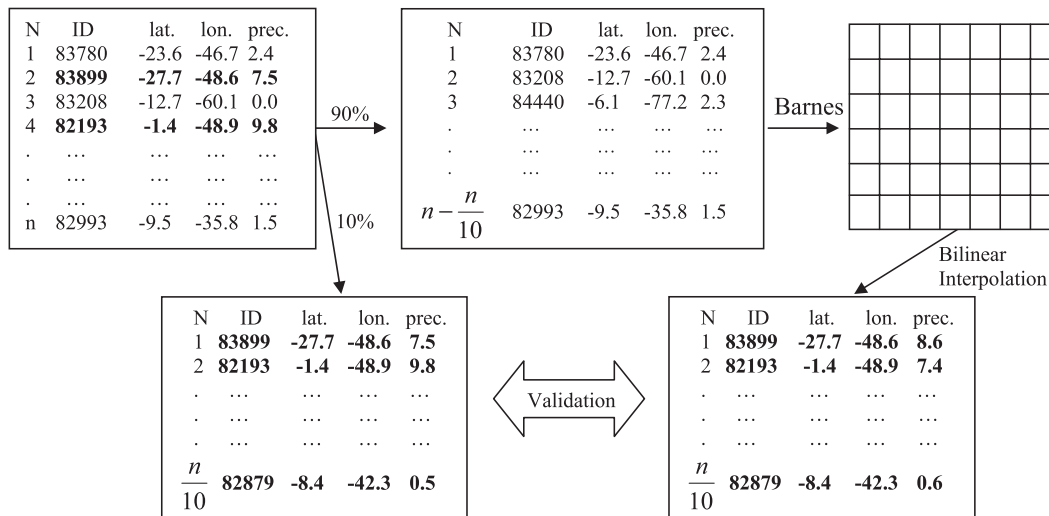 N ID lat. lon. prec.
1 83780 -23.6 -46.7 2.4
2 83899 -27.7 -48.6 7.5
3 83208 -12.7 -60.1 0.0
4 82193 -1.4 -48.9 9.8
. ... ... ... ...
. ... ... ... ...
. ... ... ... ...
n 82993 -9.5 -35.8 1.5
90%
10%
N ID lat. lon. prec.
1 83780 -23.6 -46.7 2.4
2 83208 -12.7 -60.1 0.0
3 84440 -6.1 -77.2 2.3
. ... ... ... ...
. ... ... ... ...
. ... ... ... ...
n − n/10 82993 -9.5 -35.8 1.5
Barnes
Bilinear
Interpolation
N ID lat. lon. prec.
1 83899 -27.7 -48.6 7.5
2 82193 -1.4 -48.9 9.8
. ... ... ... ...
. ... ... ... ...
. ... ... ... ...
n/10 82879 -8.4 -42.3 0.5
Validation
N ID lat. lon. prec.
1 83899 -27.7 -48.6 8.6
2 82193 -1.4 -48.9 7.4
. ... ... ... ...
. ... ... ... ...
. ... ... ... ...
n/10 82879 -8.4 -42.3 0.6